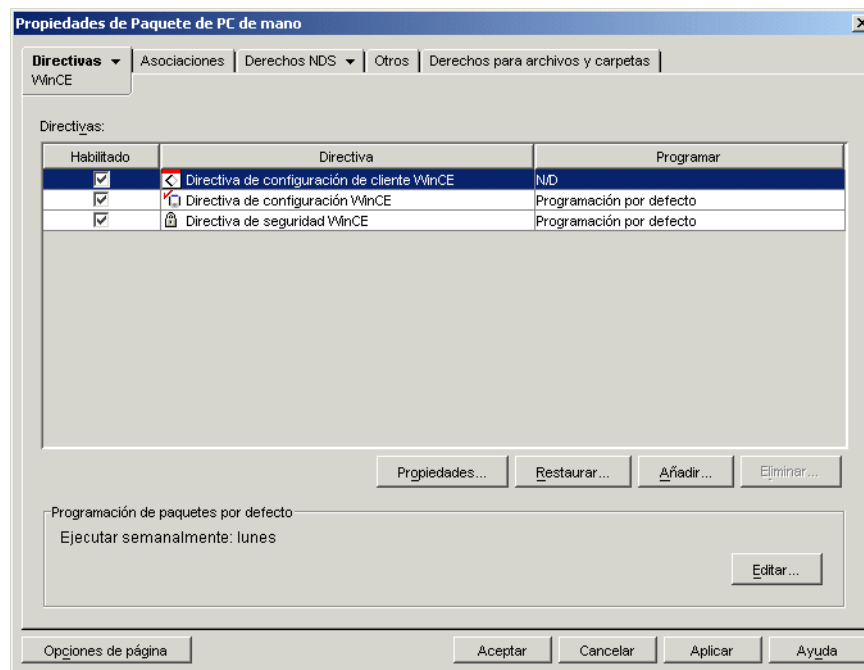 Propiedades de Paquete de PC de mano
Directivas Asociaciones Derechos NDS Otros Derechos para archivos y carpetas
WinCE
Directivas:
Habilitado Directiva Programar
Directiva de configuración de cliente WinCE N/D
Directiva de configuración WinCE Programación por defecto
Directiva de seguridad WinCE Programación por defecto
Propiedades... Restaurar... Añadir... Eliminar...
Programación de paquetes por defecto
Ejecutar semanalmente: lunes
Editar...
Opciones de página Aceptar Cancelar Aplicar Ayuda